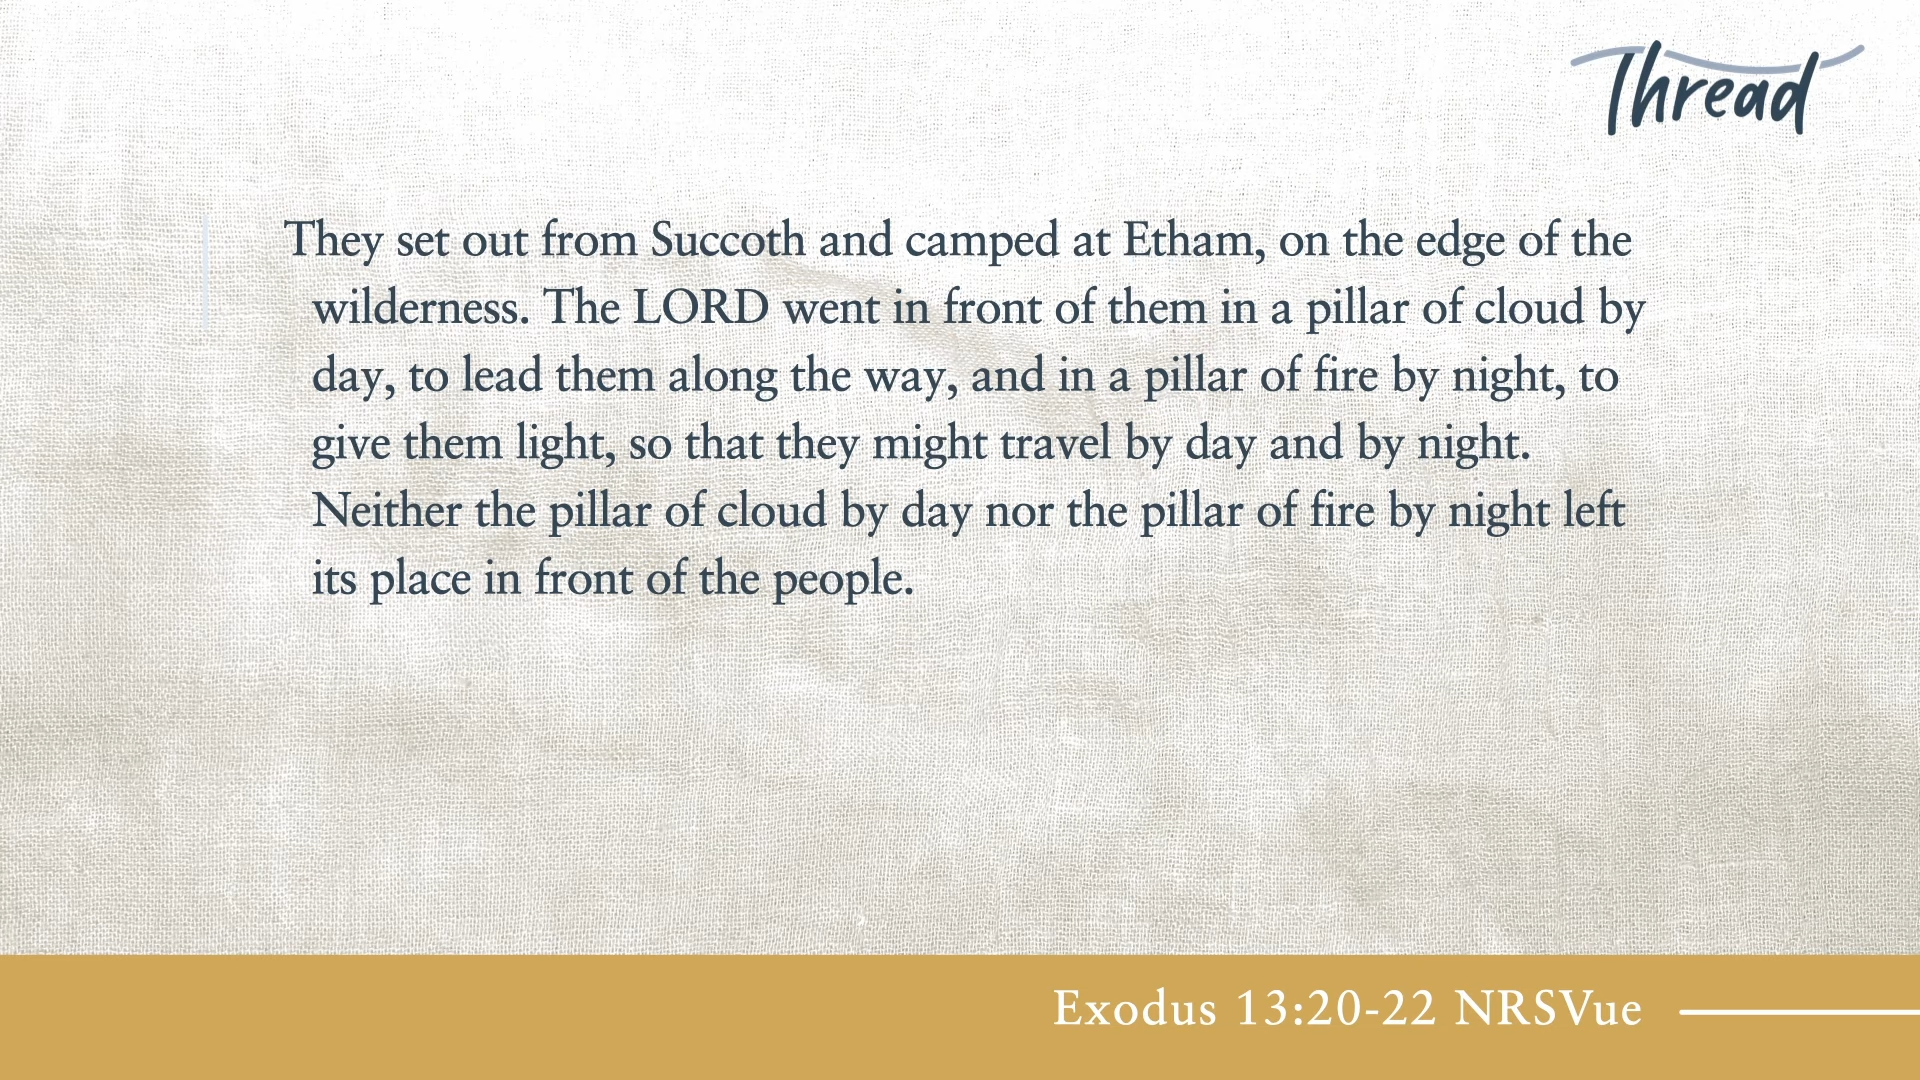 Thread
They set out from Succoth and camped at Etham, on the edge of the
wilderness. The LORD went in front of them in a pillar of cloud by
day, to lead them along the way, and in a pillar of fire by night, to
give them light, so that they might travel by day and by night.
Neither the pillar of cloud by day nor the pillar of fire by night left
its place in front of the people.
Exodus 13:20-22 NRSVue